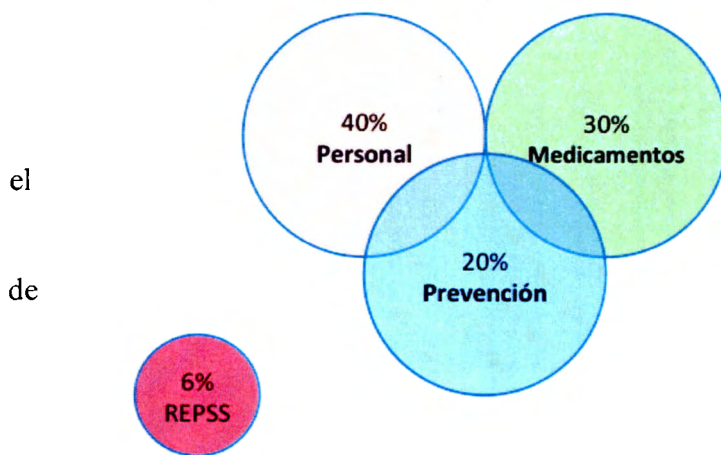 40%
Personal
30%
Medicamentos
el
20%
Prevención
de
6%
REPSS